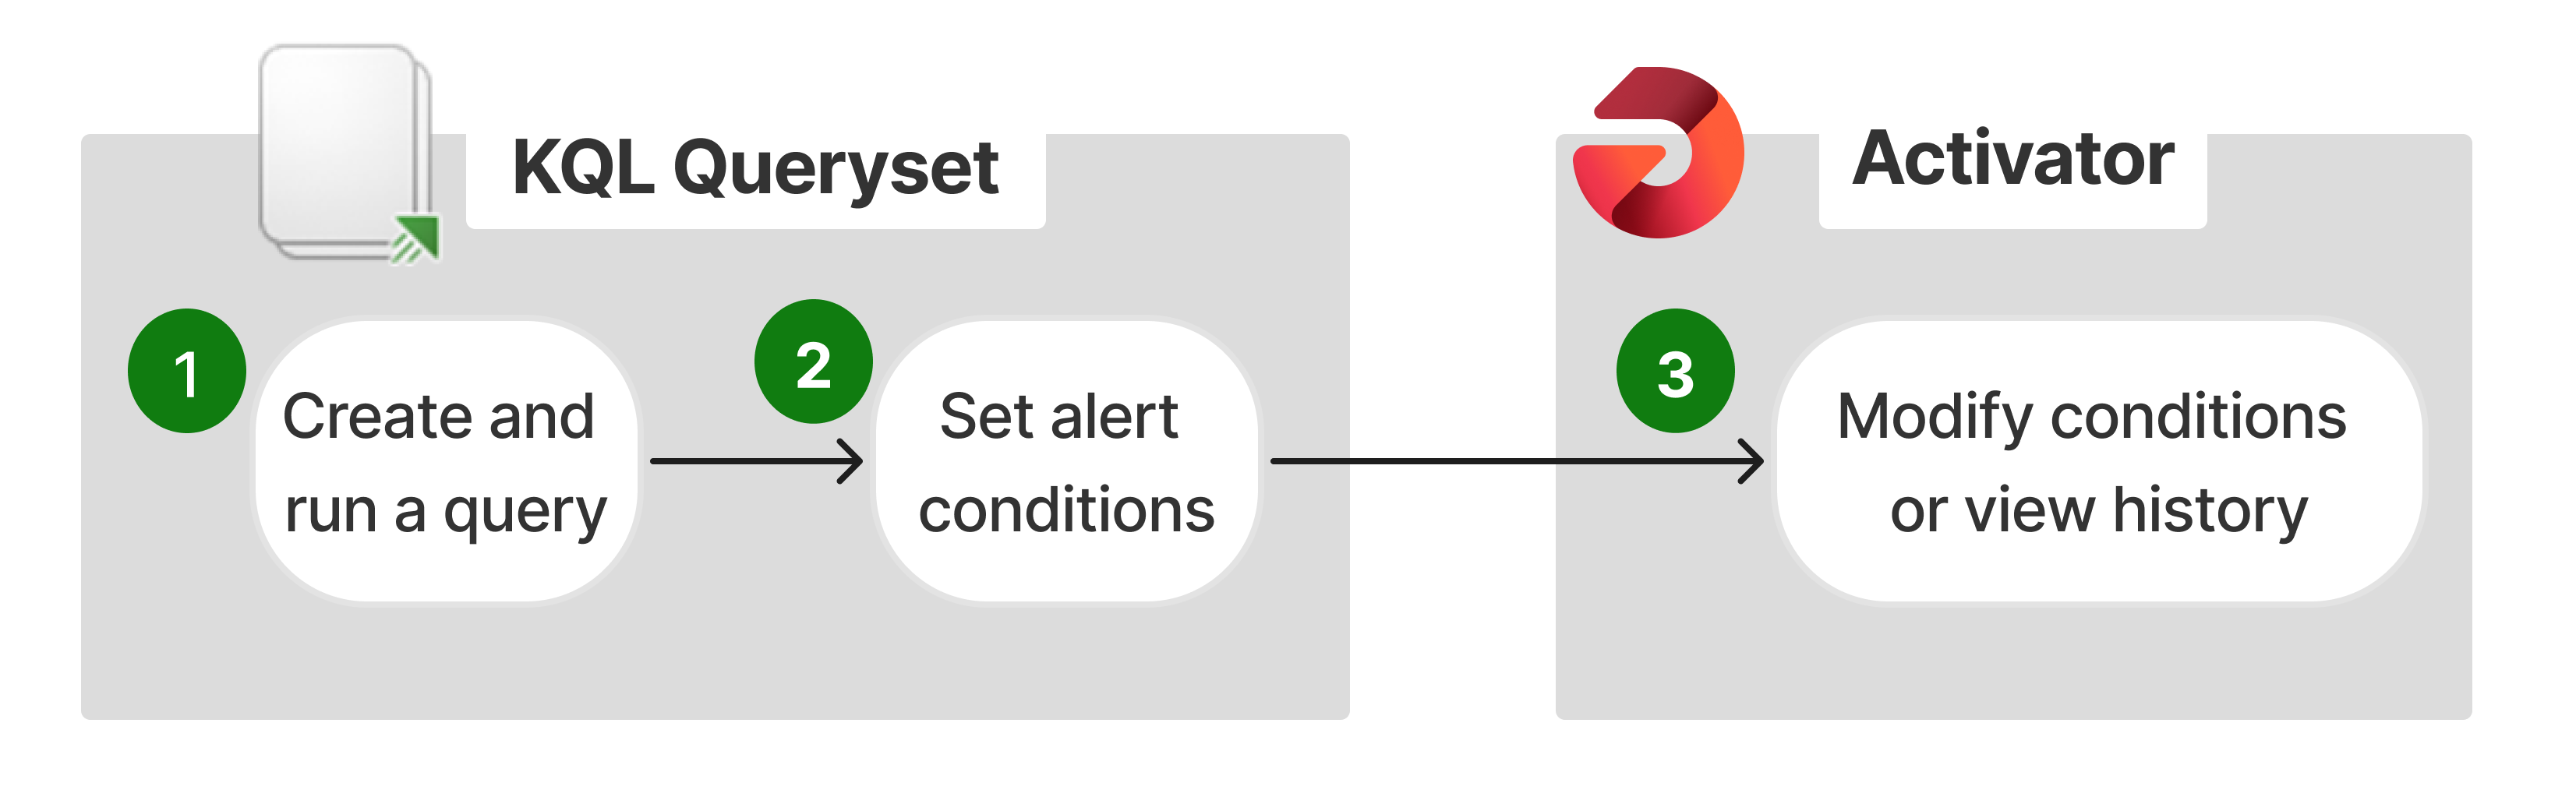 KQL Queryset
1
Create and
run a query
2
Set alert
conditions
Activator
3
Modify conditions
or view history